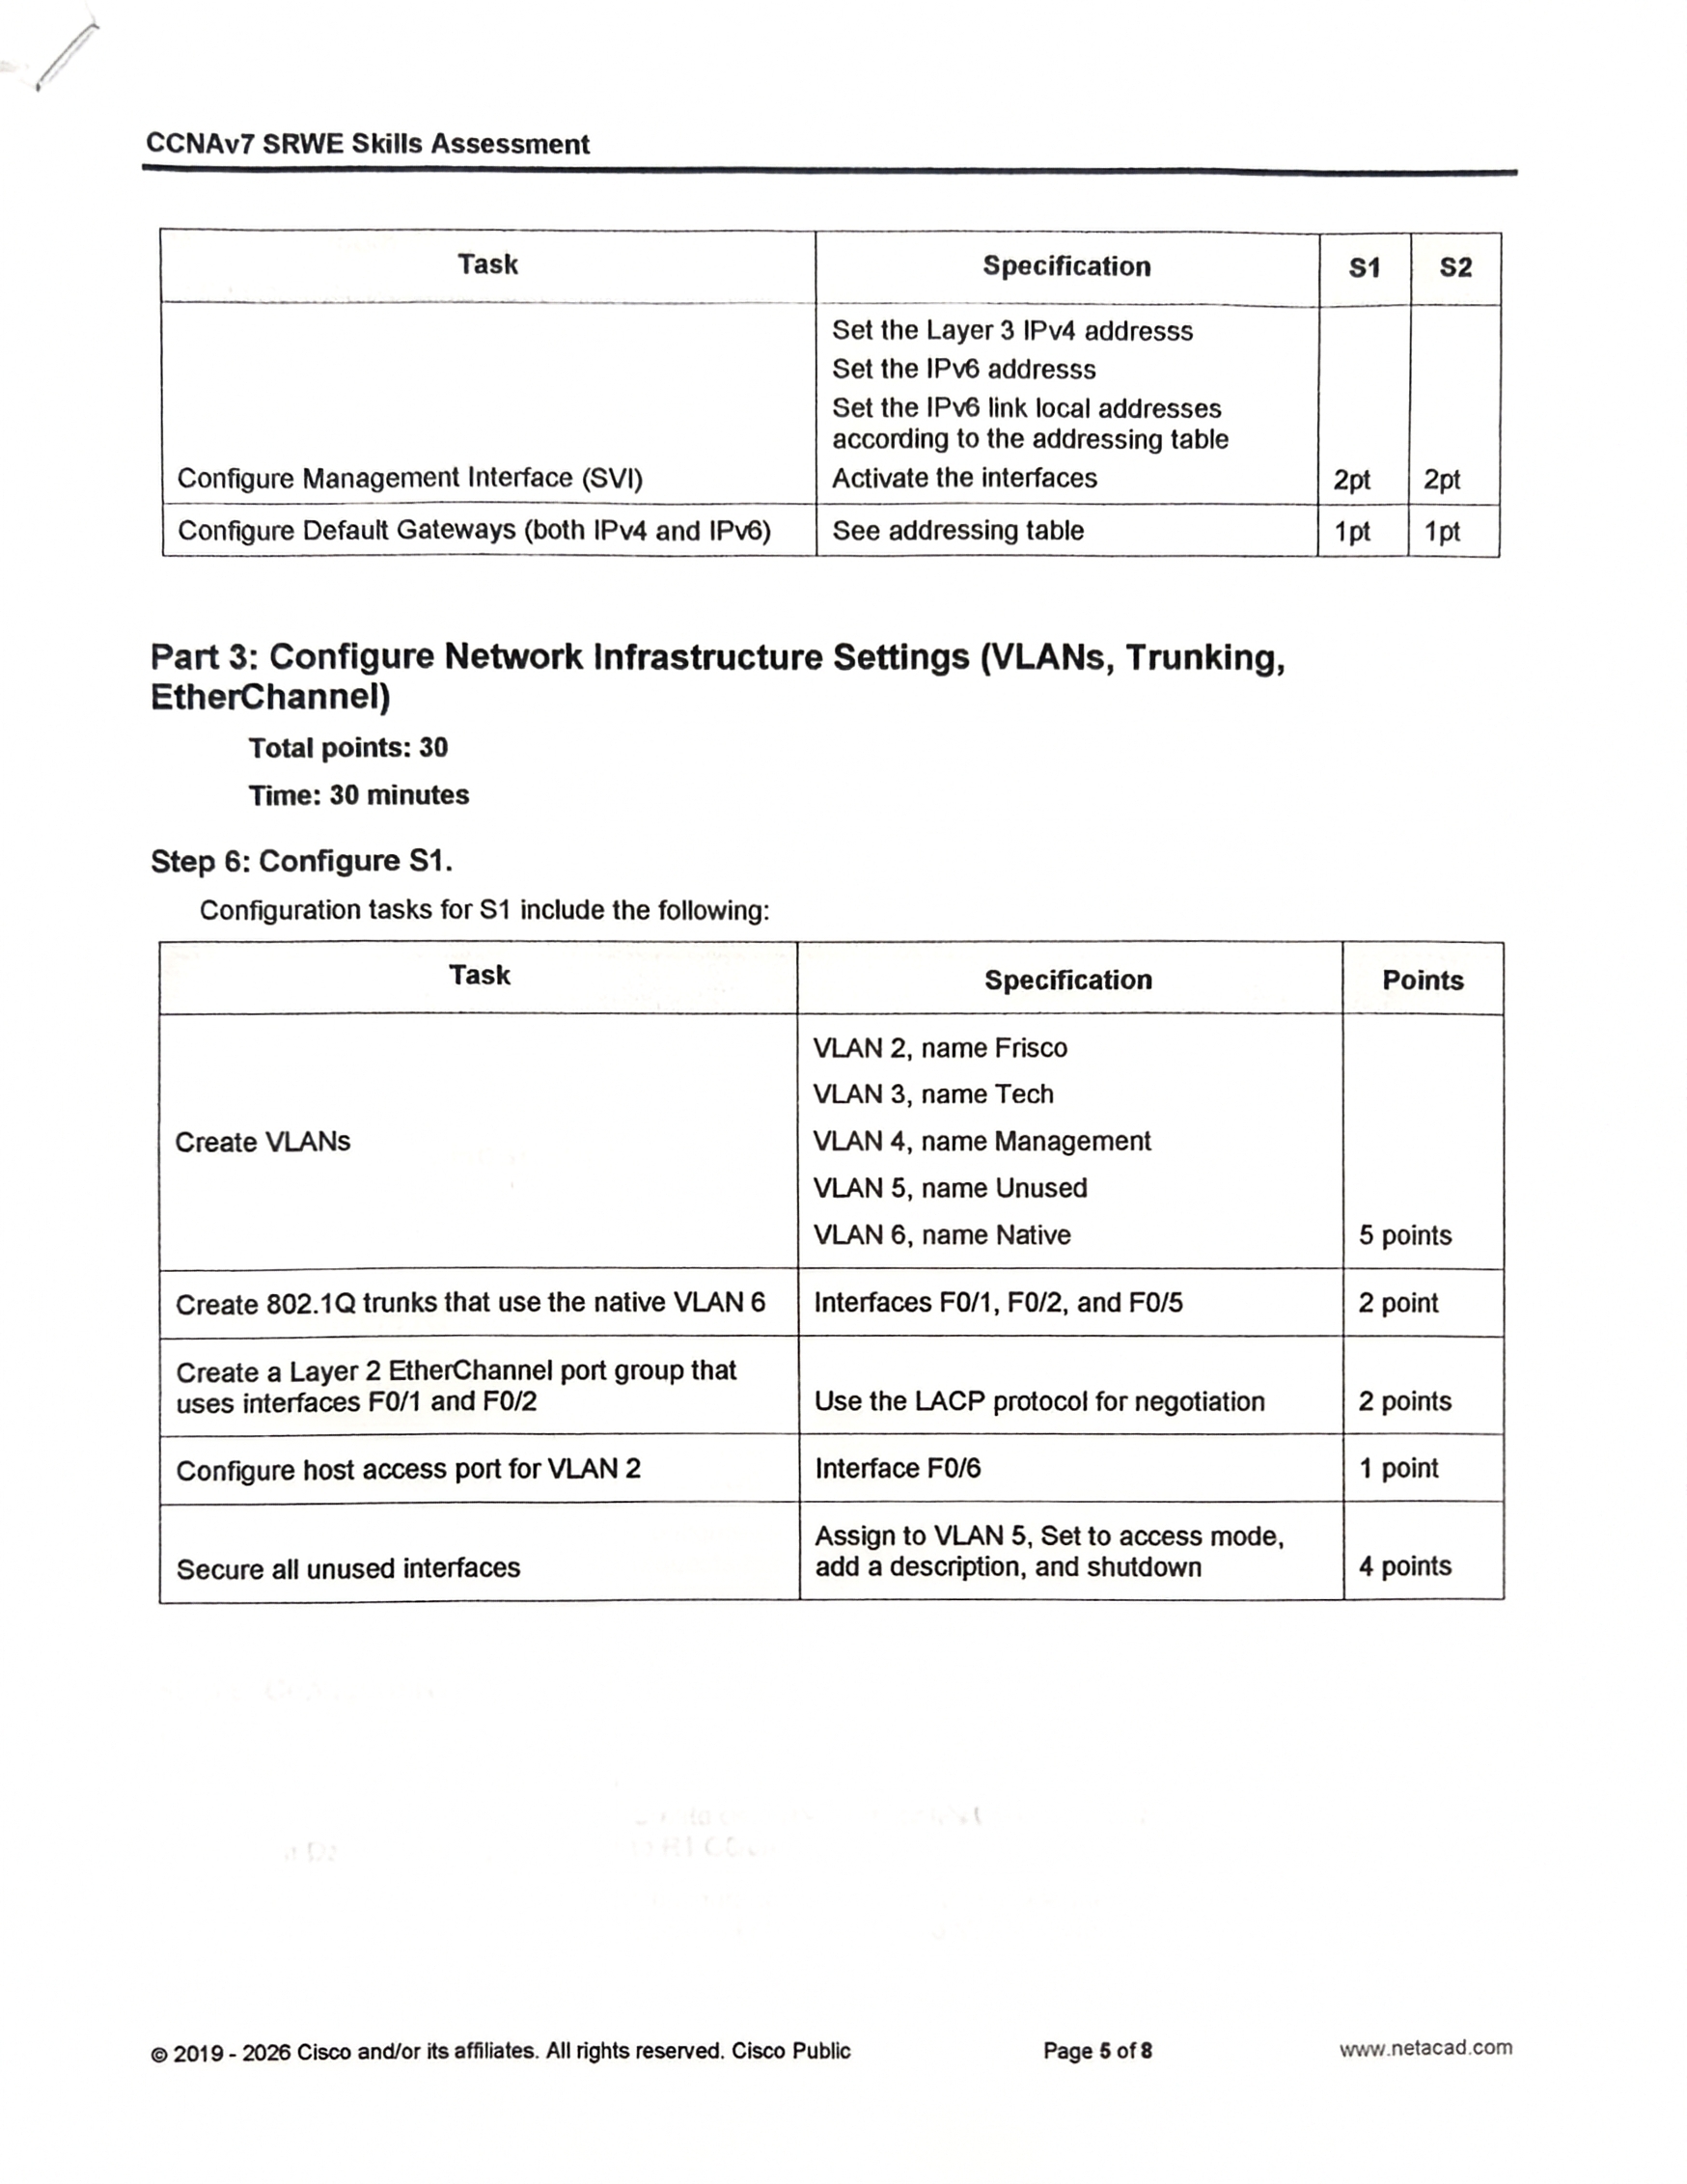 CCNAv7 SRWE Skills Assessment
Task Specification S1 S2
Set the Layer 3 IPv4 addresss
Set the IPv6 addresss
Set the IPv6 link local addresses
according to the addressing table
Configure Management Interface (SVI) Activate the interfaces 2pt 2pt
Configure Default Gateways (both IPv4 and IPv6) See addressing table 1pt 1pt
Part 3: Configure Network Infrastructure Settings (VLANs, Trunking,
EtherChannel)
Total points: 30
Time: 30 minutes
Step 6: Configure S1.
Configuration tasks for S1 include the following:
Task Specification Points
VLAN 2, name Frisco
VLAN 3, name Tech
Create VLANs VLAN 4, name Management
VLAN 5, name Unused
VLAN 6, name Native 5 points
Create 802.1Q trunks that use the native VLAN 6 Interfaces F0/1, F0/2, and F0/5 2 point
Create a Layer 2 EtherChannel port group that
uses interfaces F0/1 and F0/2 Use the LACP protocol for negotiation 2 points
Configure host access port for VLAN 2 Interface F0/6 1 point
Assign to VLAN 5, Set to access mode,
Secure all unused interfaces add a description, and shutdown 4 points
© 2019 - 2026 Cisco and/or its affiliates. All rights reserved. Cisco Public Page 5 of 8 www.netacad.com